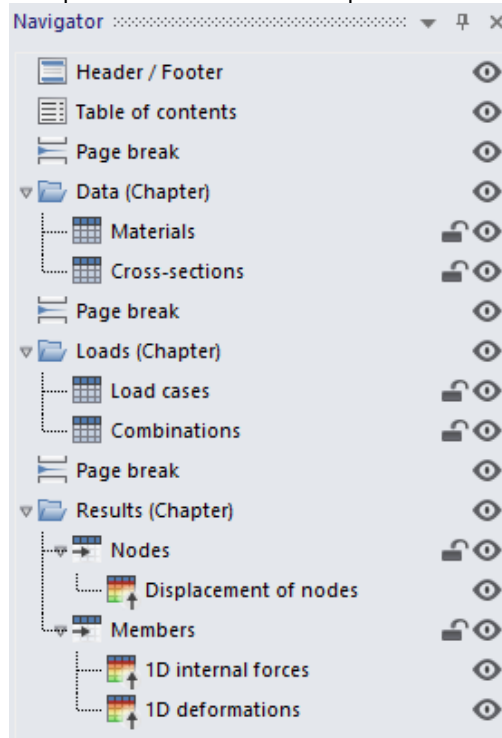 Navigator
Header / Footer
Table of contents
Page break
Data (Chapter)
Materials
Cross-sections
Page break
Loads (Chapter)
Load cases
Combinations
Page break
Results (Chapter)
Nodes
Displacement of nodes
Members
1D internal forces
1D deformations